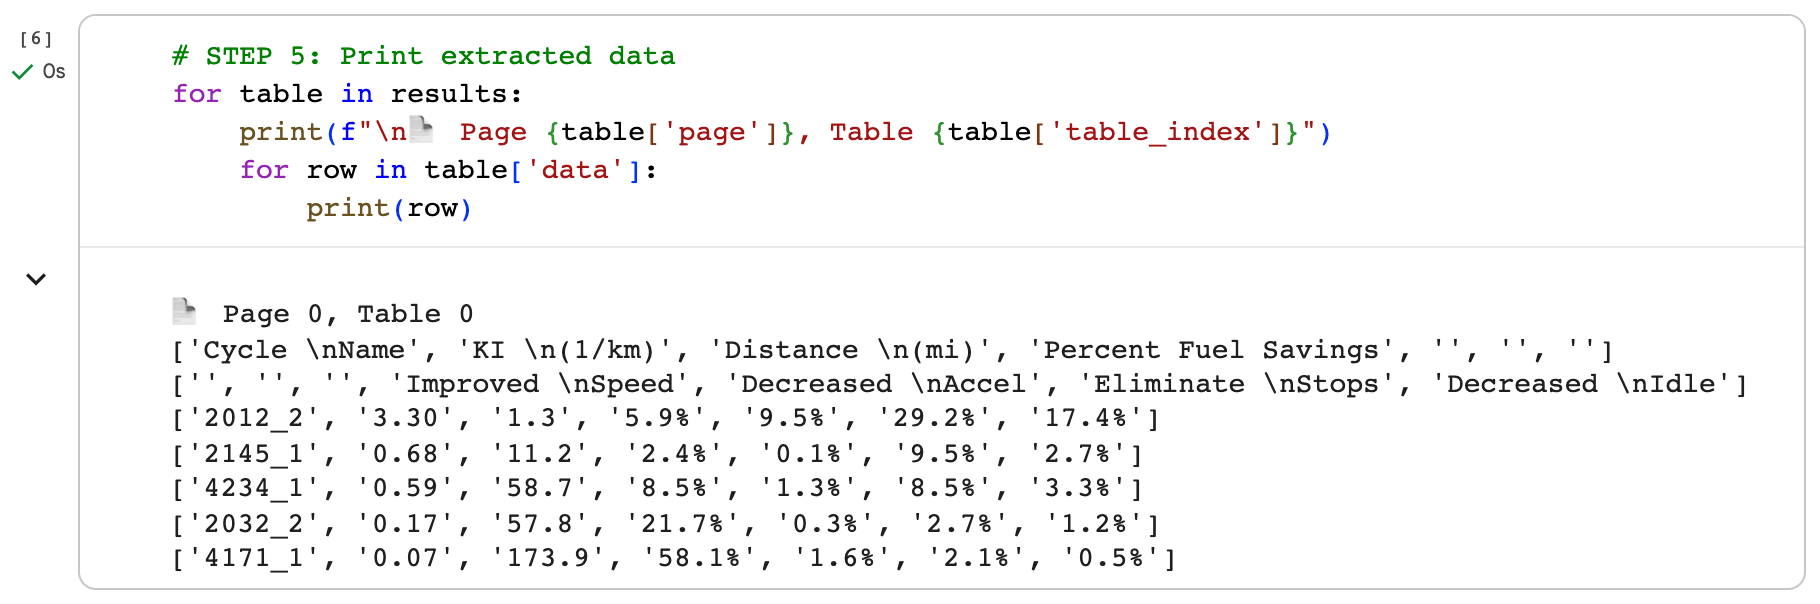 [6]
0s
# STEP 5: Print extracted data
for table in results:
    print(f"\n📄 Page {table['page']}, Table {table['table_index']}")
    for row in table['data']:
        print(row)
📄 Page 0, Table 0
['Cycle \nName', 'KI \n(1/km)', 'Distance \n(mi)', 'Percent Fuel Savings', '', '', '']
['', '', '', 'Improved \nSpeed', 'Decreased \nAccel', 'Eliminate \nStops', 'Decreased \nIdle']
['2012_2', '3.30', '1.3', '5.9%', '9.5%', '29.2%', '17.4%']
['2145_1', '0.68', '11.2', '2.4%', '0.1%', '9.5%', '2.7%']
['4234_1', '0.59', '58.7', '8.5%', '1.3%', '8.5%', '3.3%']
['2032_2', '0.17', '57.8', '21.7%', '0.3%', '2.7%', '1.2%']
['4171_1', '0.07', '173.9', '58.1%', '1.6%', '2.1%', '0.5%']